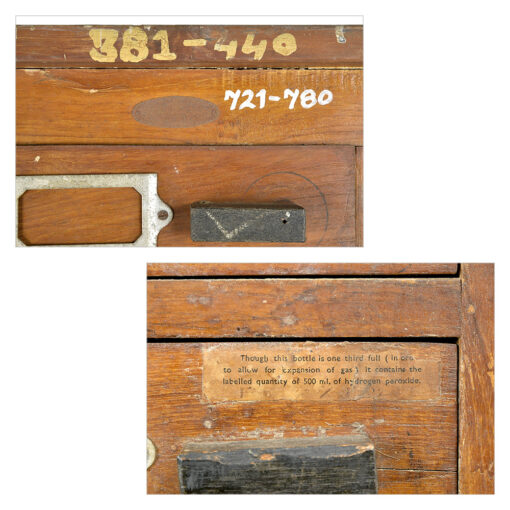 381-440
721-780
Though this bottle is one third full ( in
to allow for expansion of gas ) it contains the
labelled quantity of 500 ml. of hydrogen peroxide.